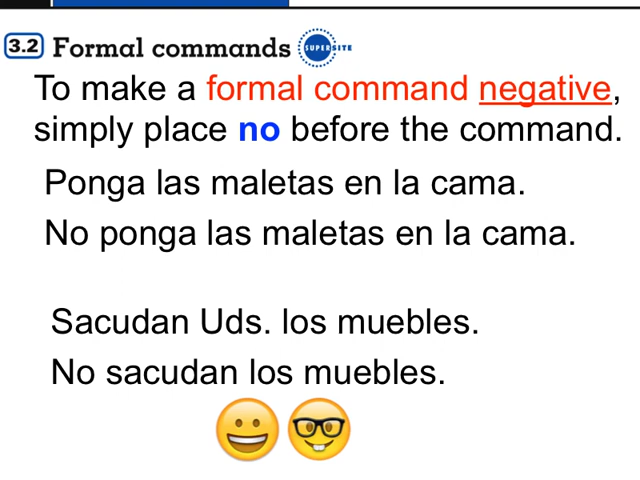 3.2 Formal commands SUPERSITE
To make a formal command negative,
simply place no before the command.
Ponga las maletas en la cama.
No ponga las maletas en la cama.
Sacudan Uds. los muebles.
No sacudan los muebles.